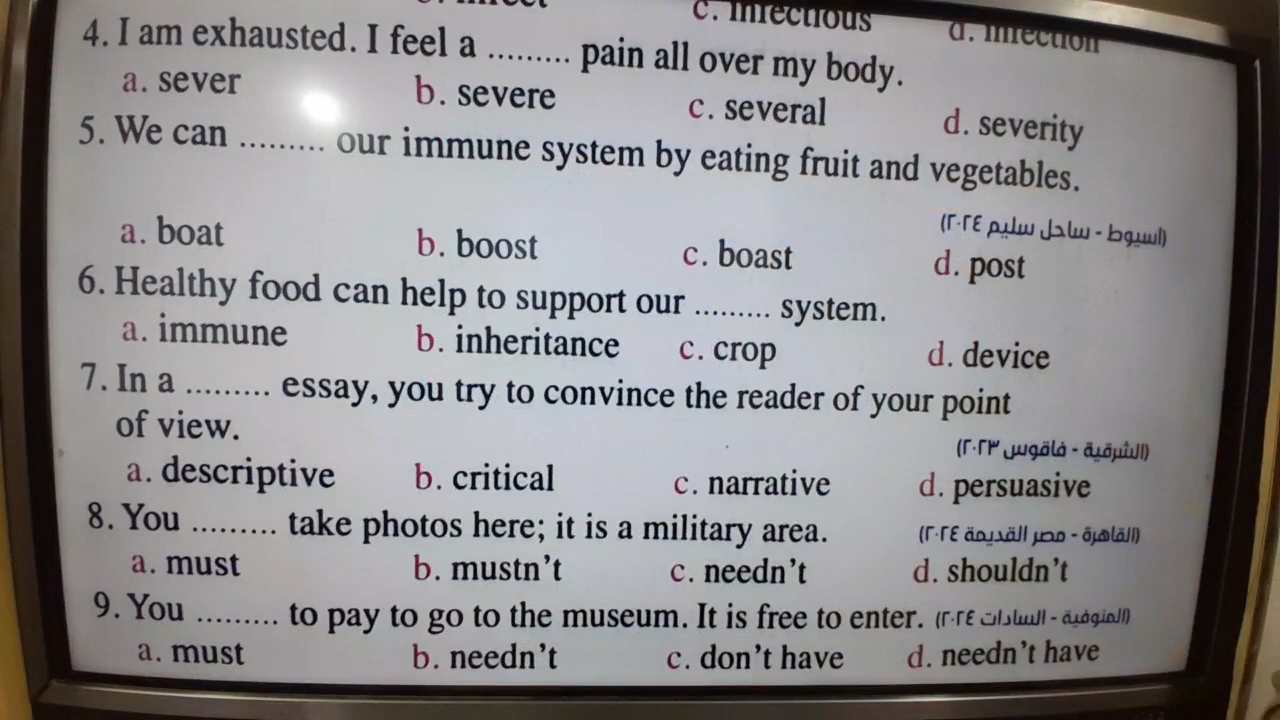 c. infectious d. infection
4. I am exhausted. I feel a ......... pain all over my body.
a. sever b. severe c. several d. severity
5. We can ......... our immune system by eating fruit and vegetables.
(أسيوط - ساحل سليم ٢٠٢٤)
a. boat b. boost c. boast d. post
6. Healthy food can help to support our ......... system.
a. immune b. inheritance c. crop d. device
7. In a ......... essay, you try to convince the reader of your point
of view.
(الشرقية - فاقوس ٢٠٢٣)
a. descriptive b. critical c. narrative d. persuasive
8. You ......... take photos here; it is a military area. (القاهرة - مصر القديمة ٢٠٢٤)
a. must b. mustn't c. needn't d. shouldn't
9. You ......... to pay to go to the museum. It is free to enter. (المنوفية - السادات ٢٠٢٤)
a. must b. needn't c. don't have d. needn't have